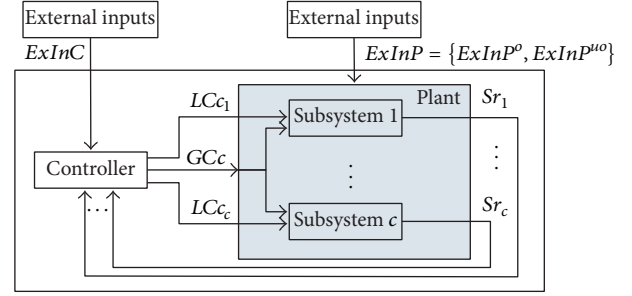 External inputs External inputs
ExInC ExInP = {ExInP^o, ExInP^uo}
LCc_1 Plant Sr_1
Subsystem 1
GCc
Controller
⋮ ⋮
LCc_c Sr_c
...
Subsystem c